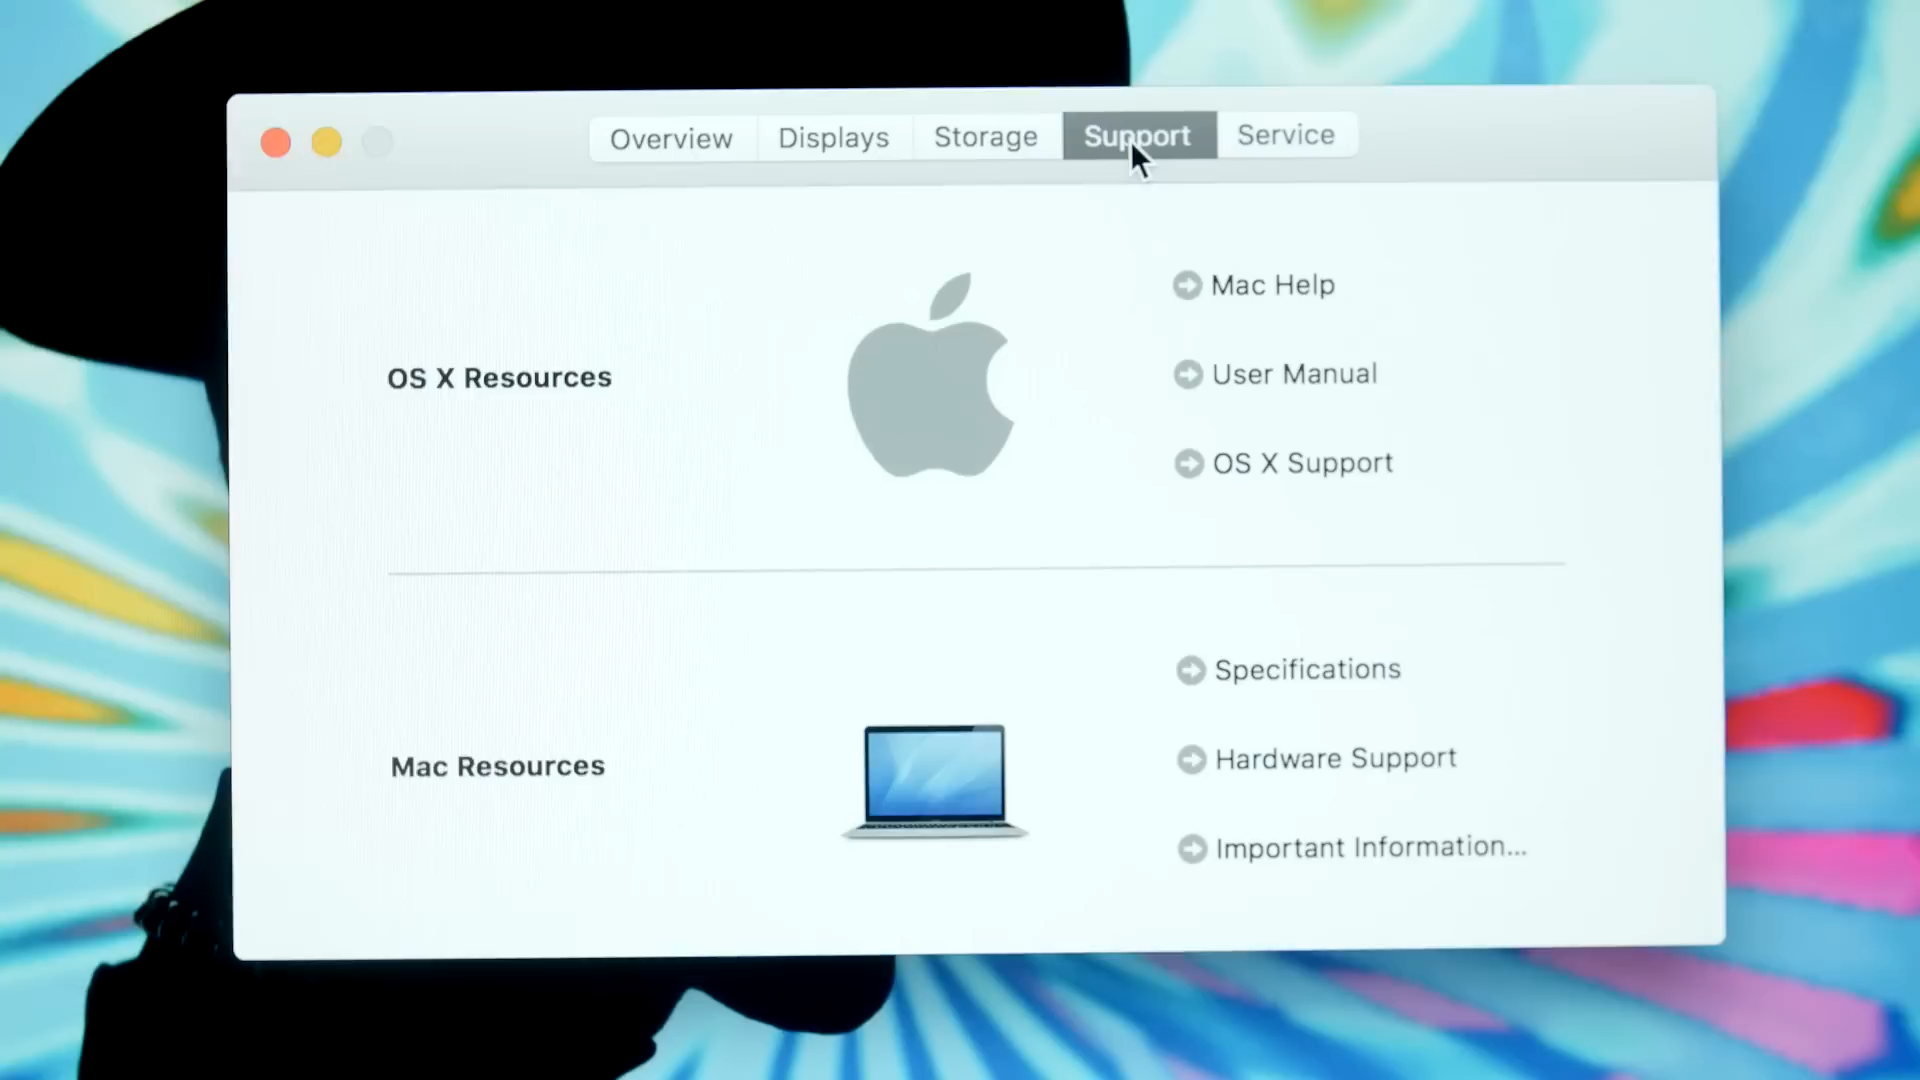 Overview Displays Storage Support Service
OS X Resources
Mac Help
User Manual
OS X Support
Mac Resources
Specifications
Hardware Support
Important Information...